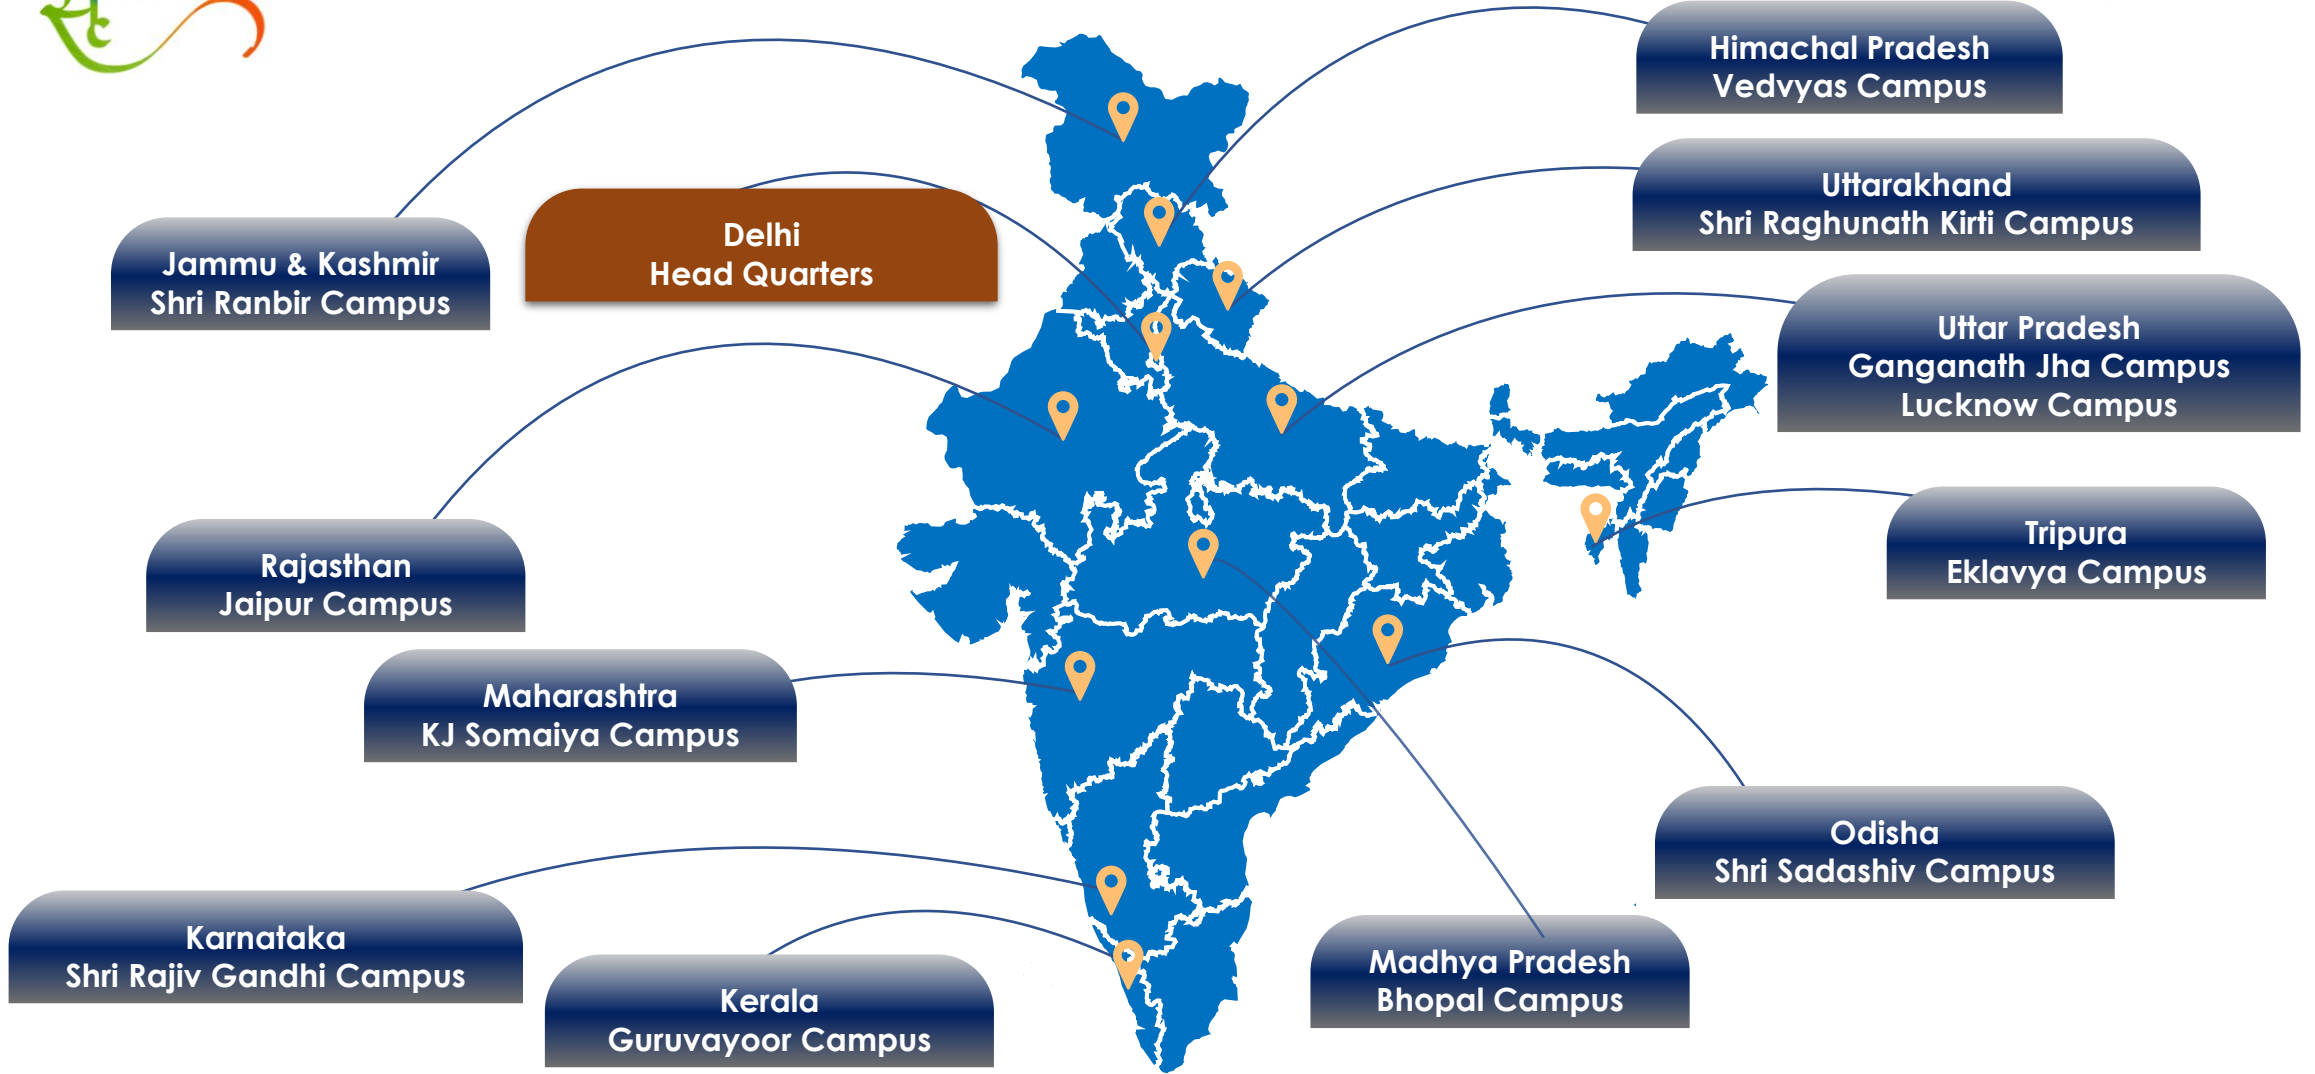 Himachal Pradesh
Vedvyas Campus
Uttarakhand
Shri Raghunath Kirti Campus
Delhi
Head Quarters
Jammu & Kashmir
Shri Ranbir Campus
Uttar Pradesh
Ganganath Jha Campus
Lucknow Campus
Tripura
Eklavya Campus
Rajasthan
Jaipur Campus
Maharashtra
KJ Somaiya Campus
Odisha
Shri Sadashiv Campus
Karnataka
Shri Rajiv Gandhi Campus
Madhya Pradesh
Bhopal Campus
Kerala
Guruvayoor Campus